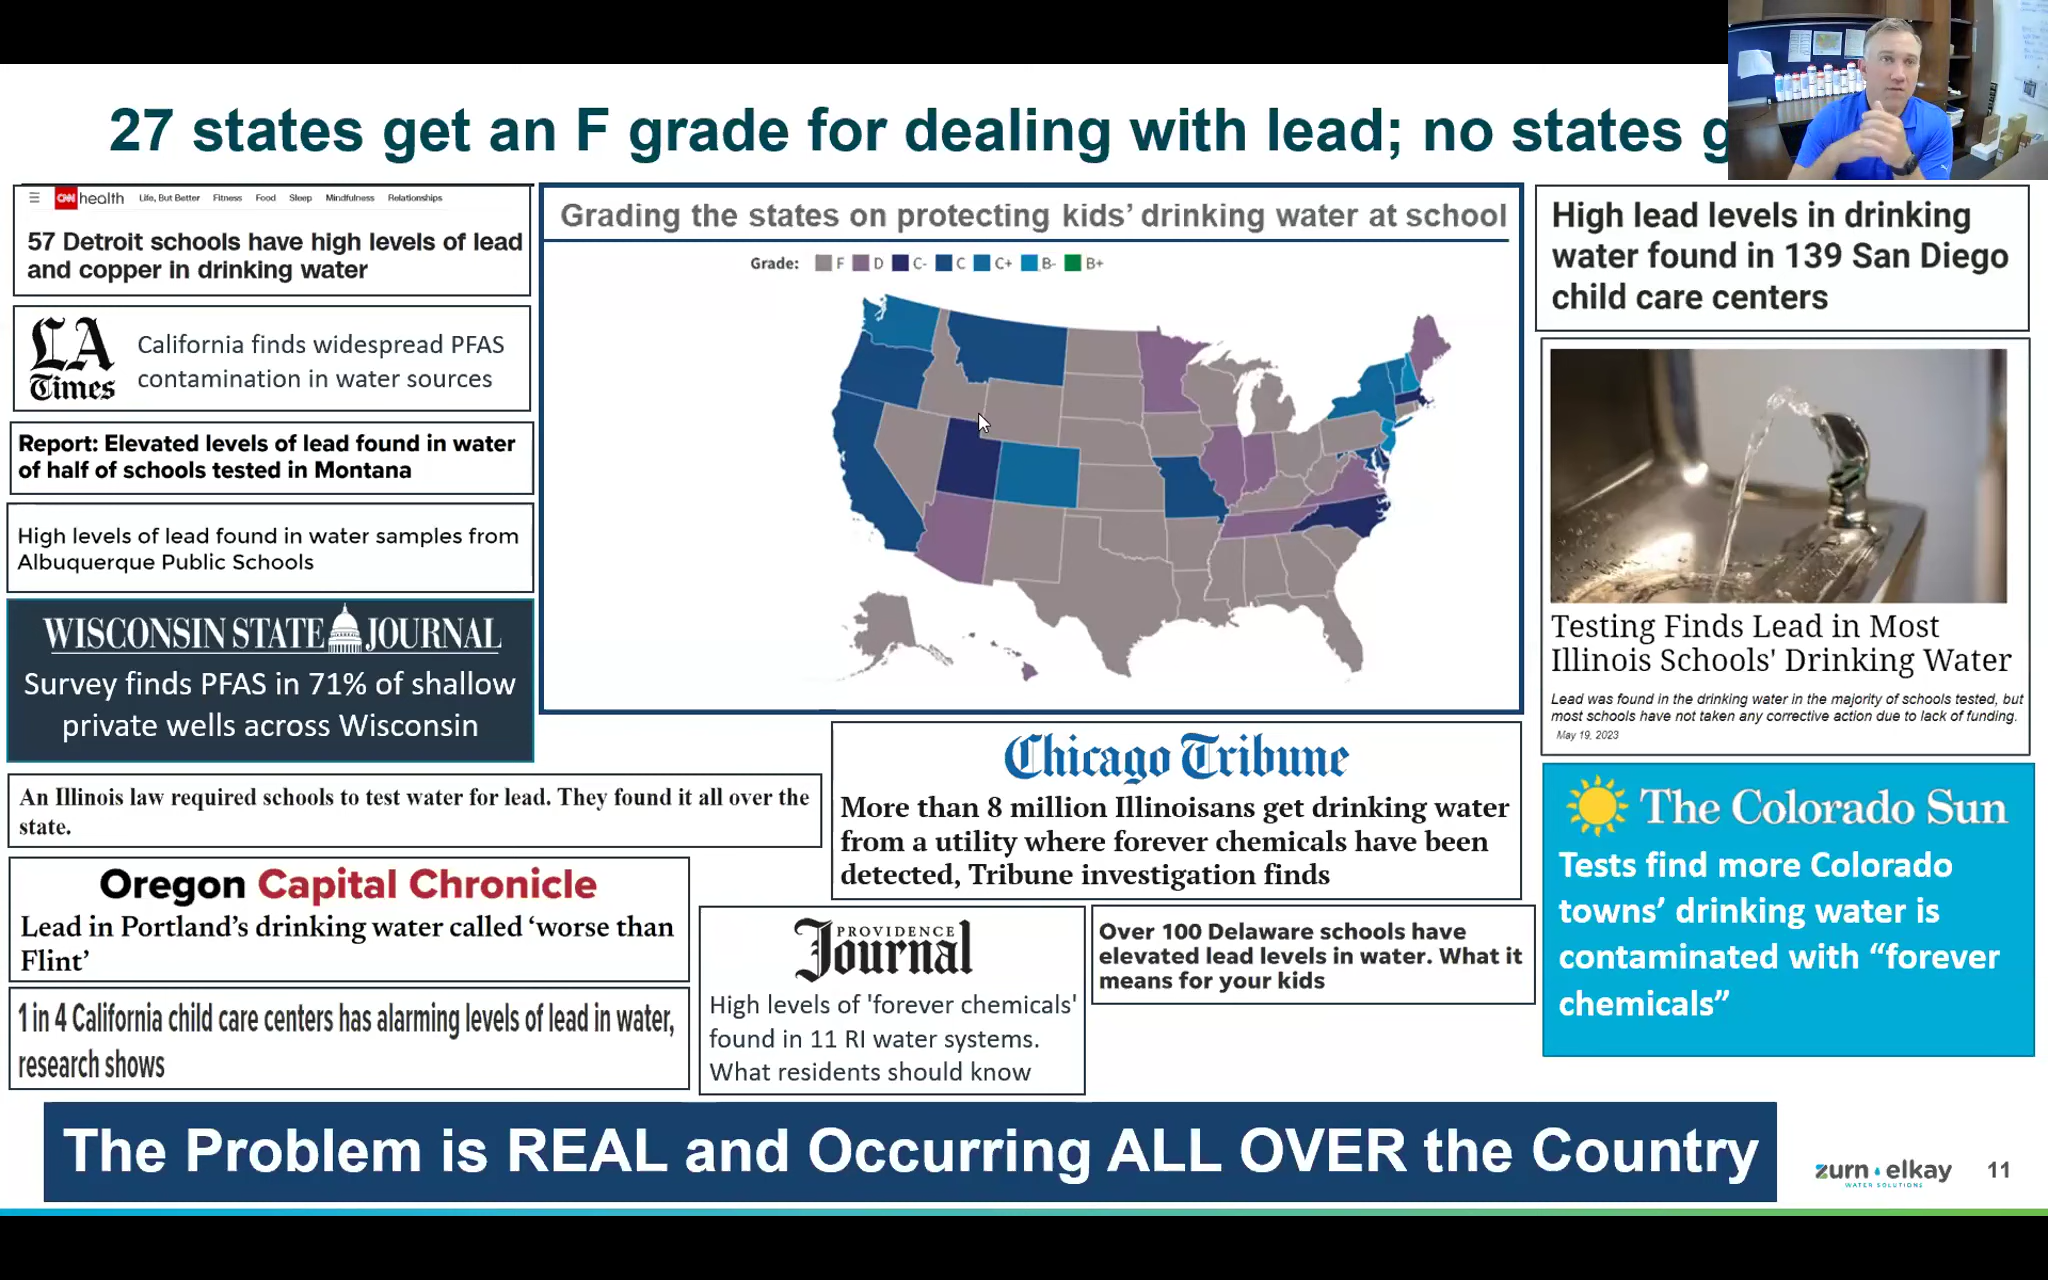 27 states get an F grade for dealing with lead; no states g
CNN health Life, But Better Fitness Food Sleep Mindfulness Relationships
57 Detroit schools have high levels of lead
and copper in drinking water
LA
Times
California finds widespread PFAS
contamination in water sources
Report: Elevated levels of lead found in water
of half of schools tested in Montana
High levels of lead found in water samples from
Albuquerque Public Schools
WISCONSIN STATE JOURNAL
Survey finds PFAS in 71% of shallow
private wells across Wisconsin
An Illinois law required schools to test water for lead. They found it all over the
state.
Oregon Capital Chronicle
Lead in Portland’s drinking water called ‘worse than
Flint’
1 in 4 California child care centers has alarming levels of lead in water,
research shows
Grading the states on protecting kids’ drinking water at school
Grade: F D C- C C+ B- B+
Chicago Tribune
More than 8 million Illinoisans get drinking water
from a utility where forever chemicals have been
detected, Tribune investigation finds
PROVIDENCE
Journal
High levels of 'forever chemicals'
found in 11 RI water systems.
What residents should know
Over 100 Delaware schools have
elevated lead levels in water. What it
means for your kids
High lead levels in drinking
water found in 139 San Diego
child care centers
Testing Finds Lead in Most
Illinois Schools' Drinking Water
Lead was found in the drinking water in the majority of schools tested, but
most schools have not taken any corrective action due to lack of funding.
May 19, 2023
The Colorado Sun
Tests find more Colorado
towns’ drinking water is
contaminated with “forever
chemicals”
The Problem is REAL and Occurring ALL OVER the Country
zurn elkay
WATER SOLUTIONS
11